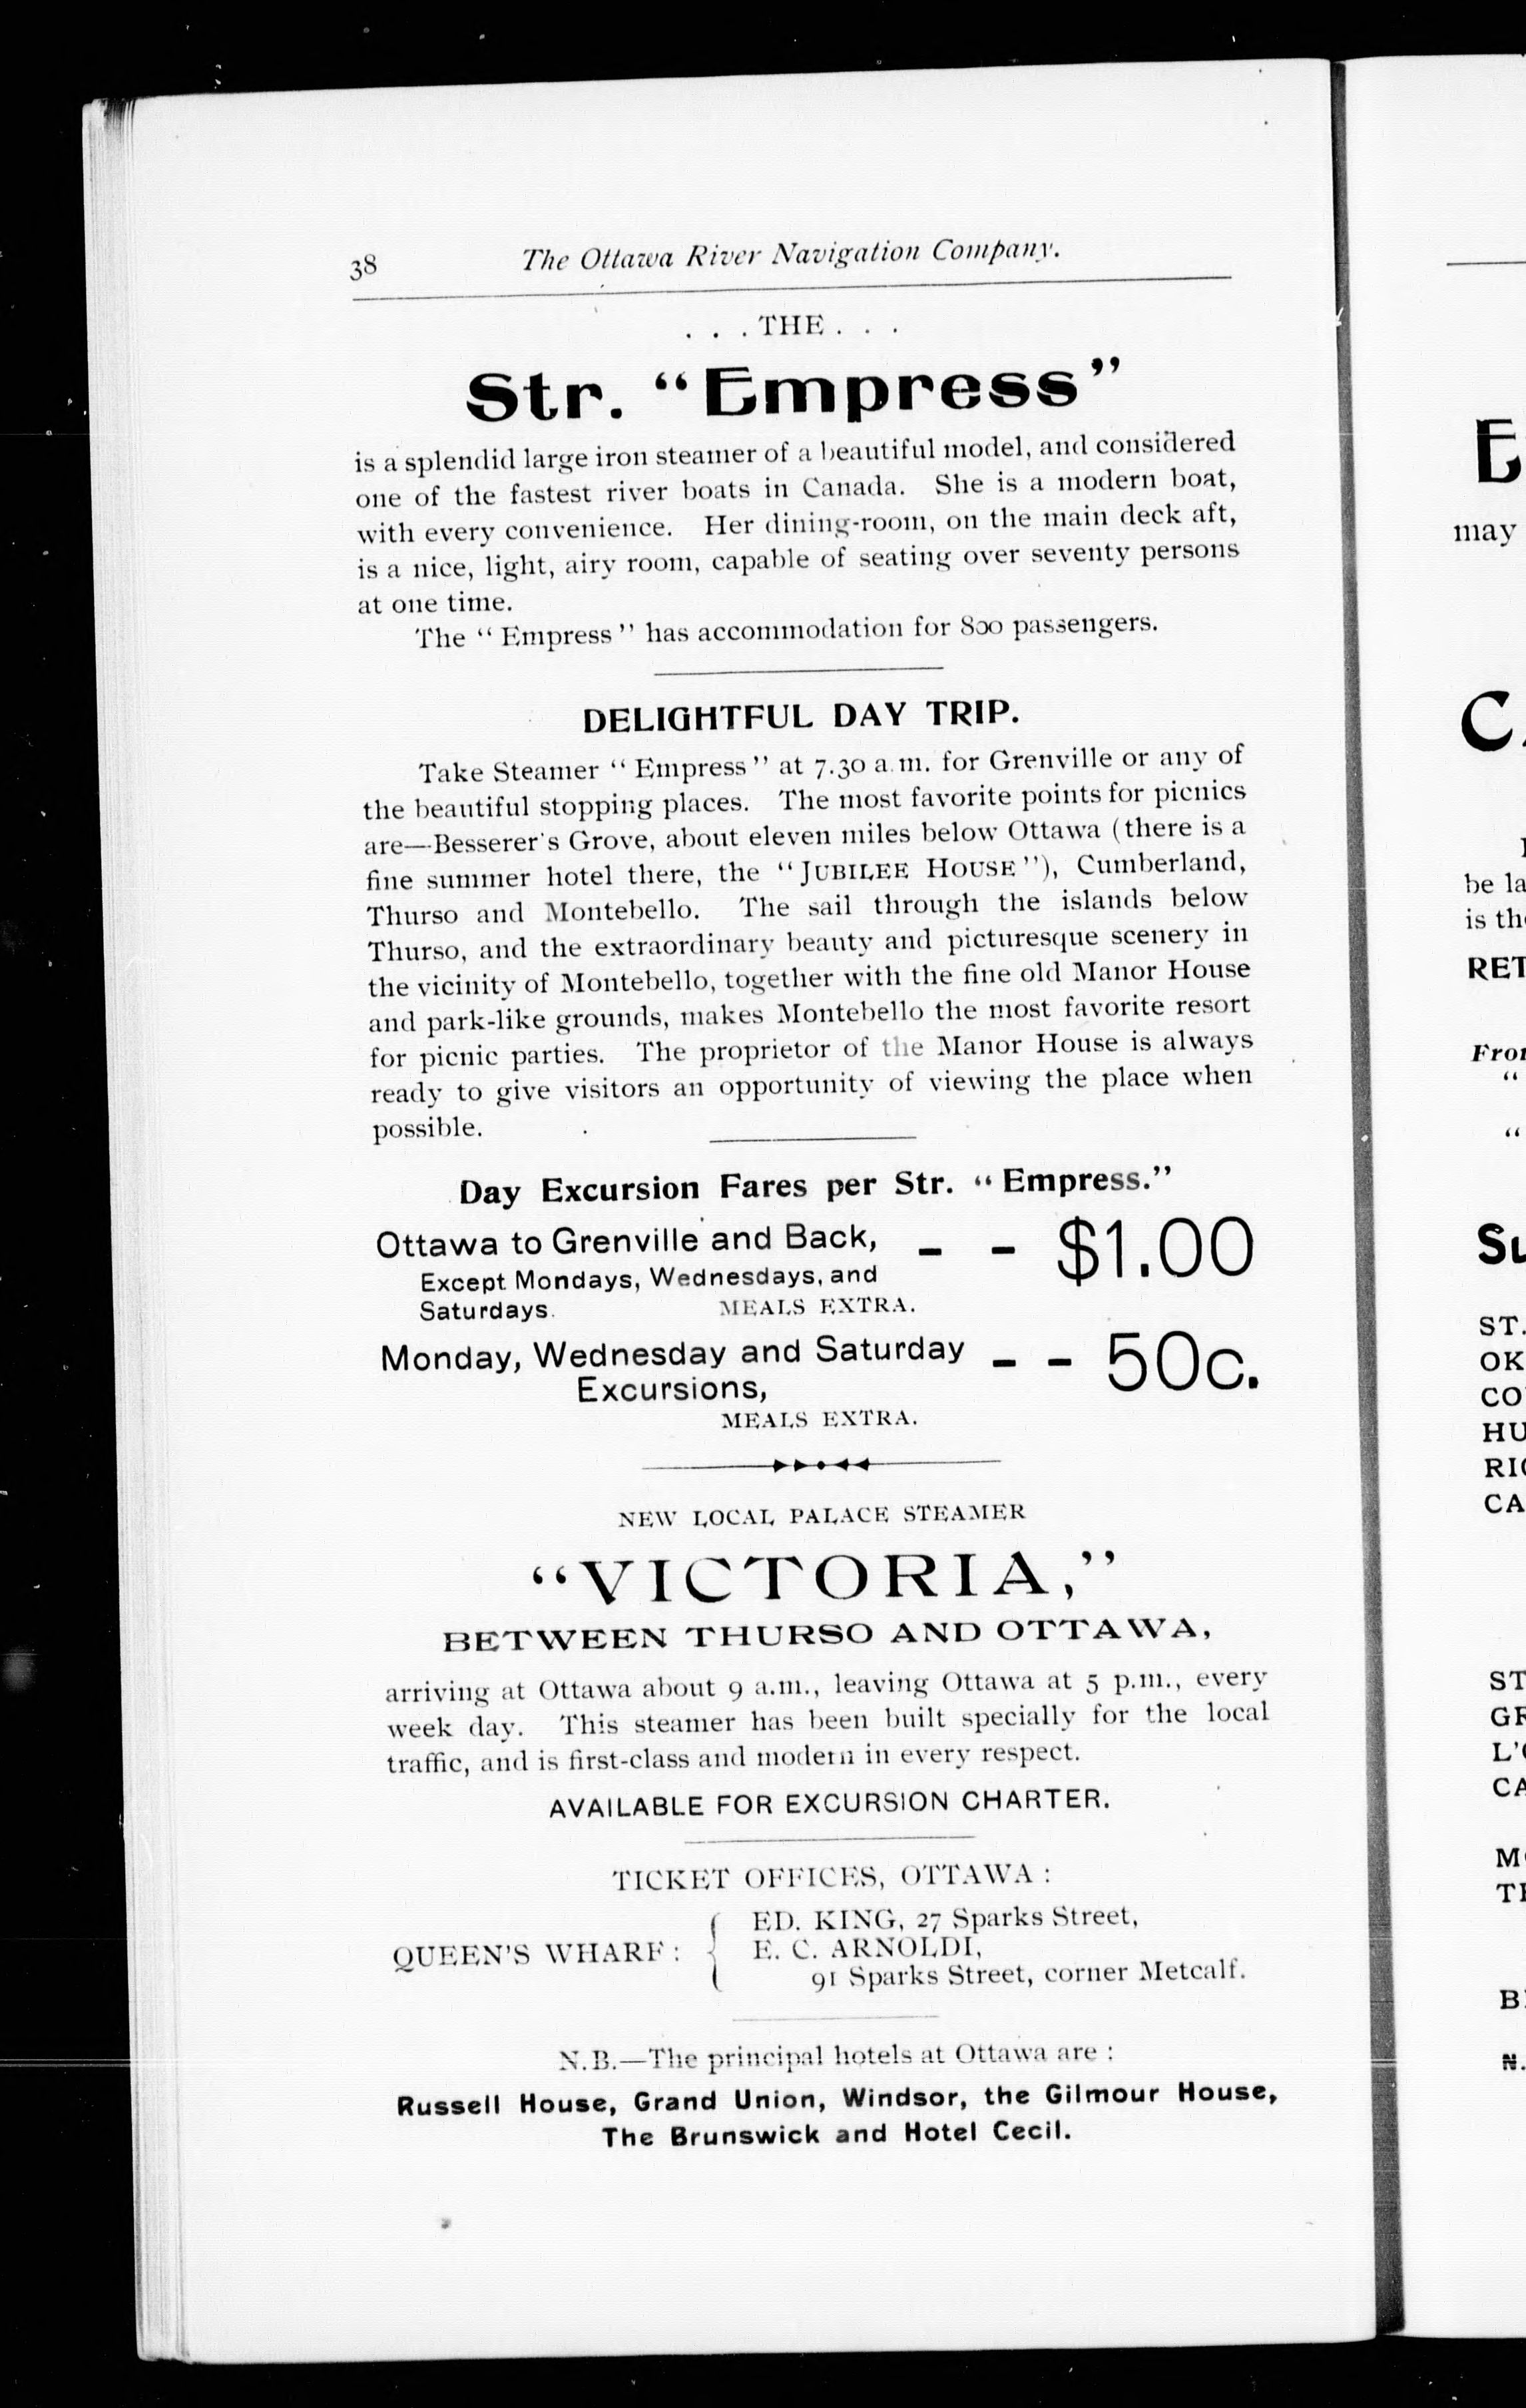 38 The Ottawa River Navigation Company.
. . . THE . . .
Str. “Empress”
is a splendid large iron steamer of a beautiful model, and considered
one of the fastest river boats in Canada. She is a modern boat,
with every convenience. Her dining-room, on the main deck aft,
is a nice, light, airy room, capable of seating over seventy persons
at one time.
The “Empress” has accommodation for 800 passengers.
DELIGHTFUL DAY TRIP.
Take Steamer “Empress” at 7.30 a.m. for Grenville or any of
the beautiful stopping places. The most favorite points for picnics
are—Besserer's Grove, about eleven miles below Ottawa (there is a
fine summer hotel there, the “JUBILEE HOUSE”), Cumberland,
Thurso and Montebello. The sail through the islands below
Thurso, and the extraordinary beauty and picturesque scenery in
the vicinity of Montebello, together with the fine old Manor House
and park-like grounds, makes Montebello the most favorite resort
for picnic parties. The proprietor of the Manor House is always
ready to give visitors an opportunity of viewing the place when
possible.
Day Excursion Fares per Str. “Empress.”
Ottawa to Grenville and Back, - - $1.00
Except Mondays, Wednesdays, and
Saturdays. MEALS EXTRA.
Monday, Wednesday and Saturday - - 50c.
Excursions,
MEALS EXTRA.
NEW LOCAL PALACE STEAMER
“VICTORIA,”
BETWEEN THURSO AND OTTAWA,
arriving at Ottawa about 9 a.m., leaving Ottawa at 5 p.m., every
week day. This steamer has been built specially for the local
traffic, and is first-class and modern in every respect.
AVAILABLE FOR EXCURSION CHARTER.
TICKET OFFICES, OTTAWA :
ED. KING, 27 Sparks Street,
QUEEN'S WHARF : { E. C. ARNOLDI,
91 Sparks Street, corner Metcalf.
N.B.—The principal hotels at Ottawa are :
Russell House, Grand Union, Windsor, the Gilmour House,
The Brunswick and Hotel Cecil.
may
be la
is th
RET
ST.
OK
CO
HU
CA
ST
GR
CA